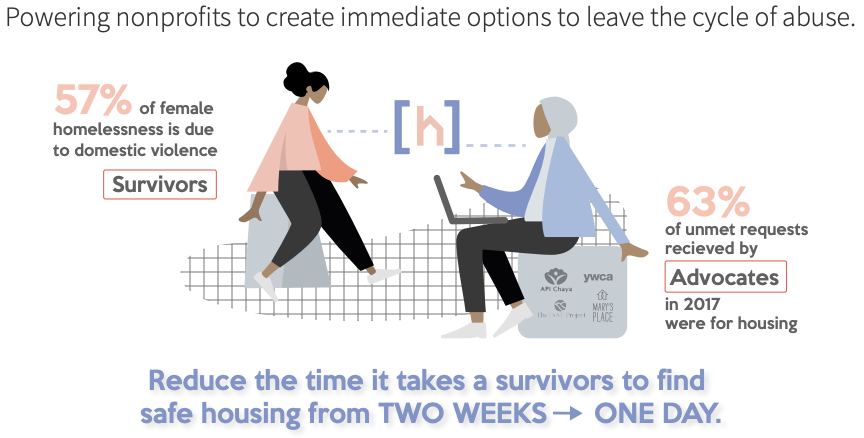 Powering nonprofits to create immediate options to leave the cycle of abuse.
57% of female
homelessness is due
to domestic violence
Survivors
[h]
63%
of unmet requests
recieved by
Advocates
in 2017
were for housing
API Chaya
ywca
Project
MARY'S
PLACE
Reduce the time it takes a survivors to find
safe housing from TWO WEEKS → ONE DAY.